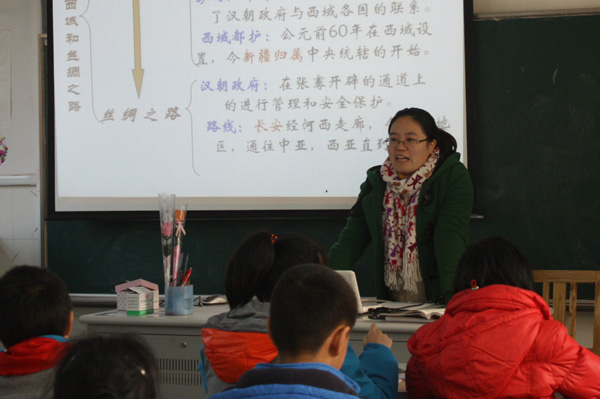 了汉朝政府与西域各国的联系。
西域都护：公元前60年在西域设
置，今新疆归属中央统辖的开始。
西域和丝绸之路
丝绸之路
汉朝政府：在张骞开辟的通道上
的进行管理和安全保护。
路线：长安经河西走廊，
地
区，通往中亚，西亚直